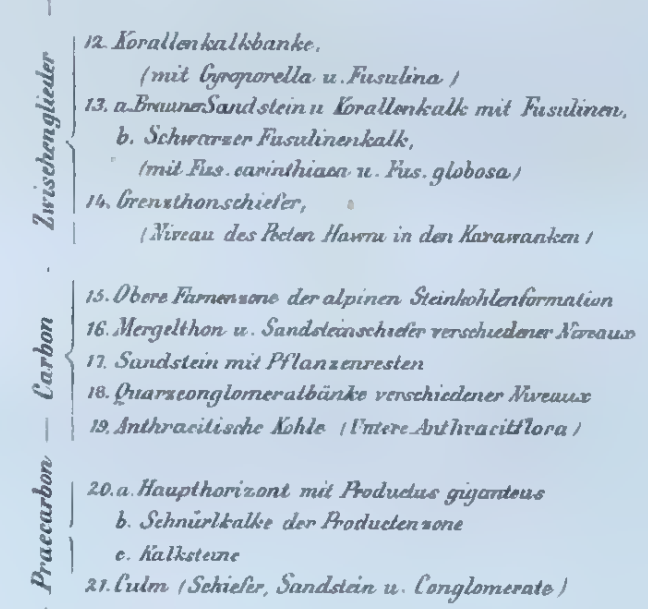 Zwischenglieder
12. Korallenkalkbänke,
(mit Gyroporella u. Fusulina)
13. a. Brauner Sandstein u Korallenkalk mit Fusulinen,
b. Schwarzer Fusulinenkalk,
(mit Fus. carinthiaca u. Fus. globosa)
14. Grenzthonschiefer,
(Niveau des Pecten Hawni in den Karawanken)
Carbon
15. Obere Farnenzone der alpinen Steinkohlenformation
16. Mergelthon u. Sandsteinschiefer verschiedener Niveaux
17. Sandstein mit Pflanzenresten
18. Quarzconglomeratbänke verschiedener Niveaux
19. Anthracitische Kohle (Untere Anthracitflora)
Praecarbon
20. a. Haupthorizont mit Productus giganteus
b. Schnürlkalke der Productenzone
c. Kalksteine
21. Culm (Schiefer, Sandstein u. Conglomerate)